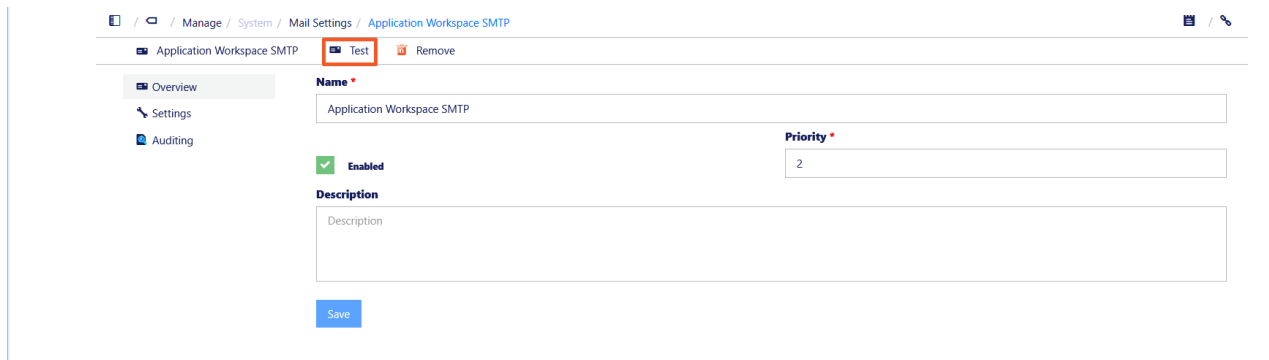 / / Manage / System / Mail Settings / Application Workspace SMTP /
Application Workspace SMTP Test Remove
Overview
Settings
Auditing
Name *
Application Workspace SMTP
Priority *
Enabled
2
Description
Description
Save